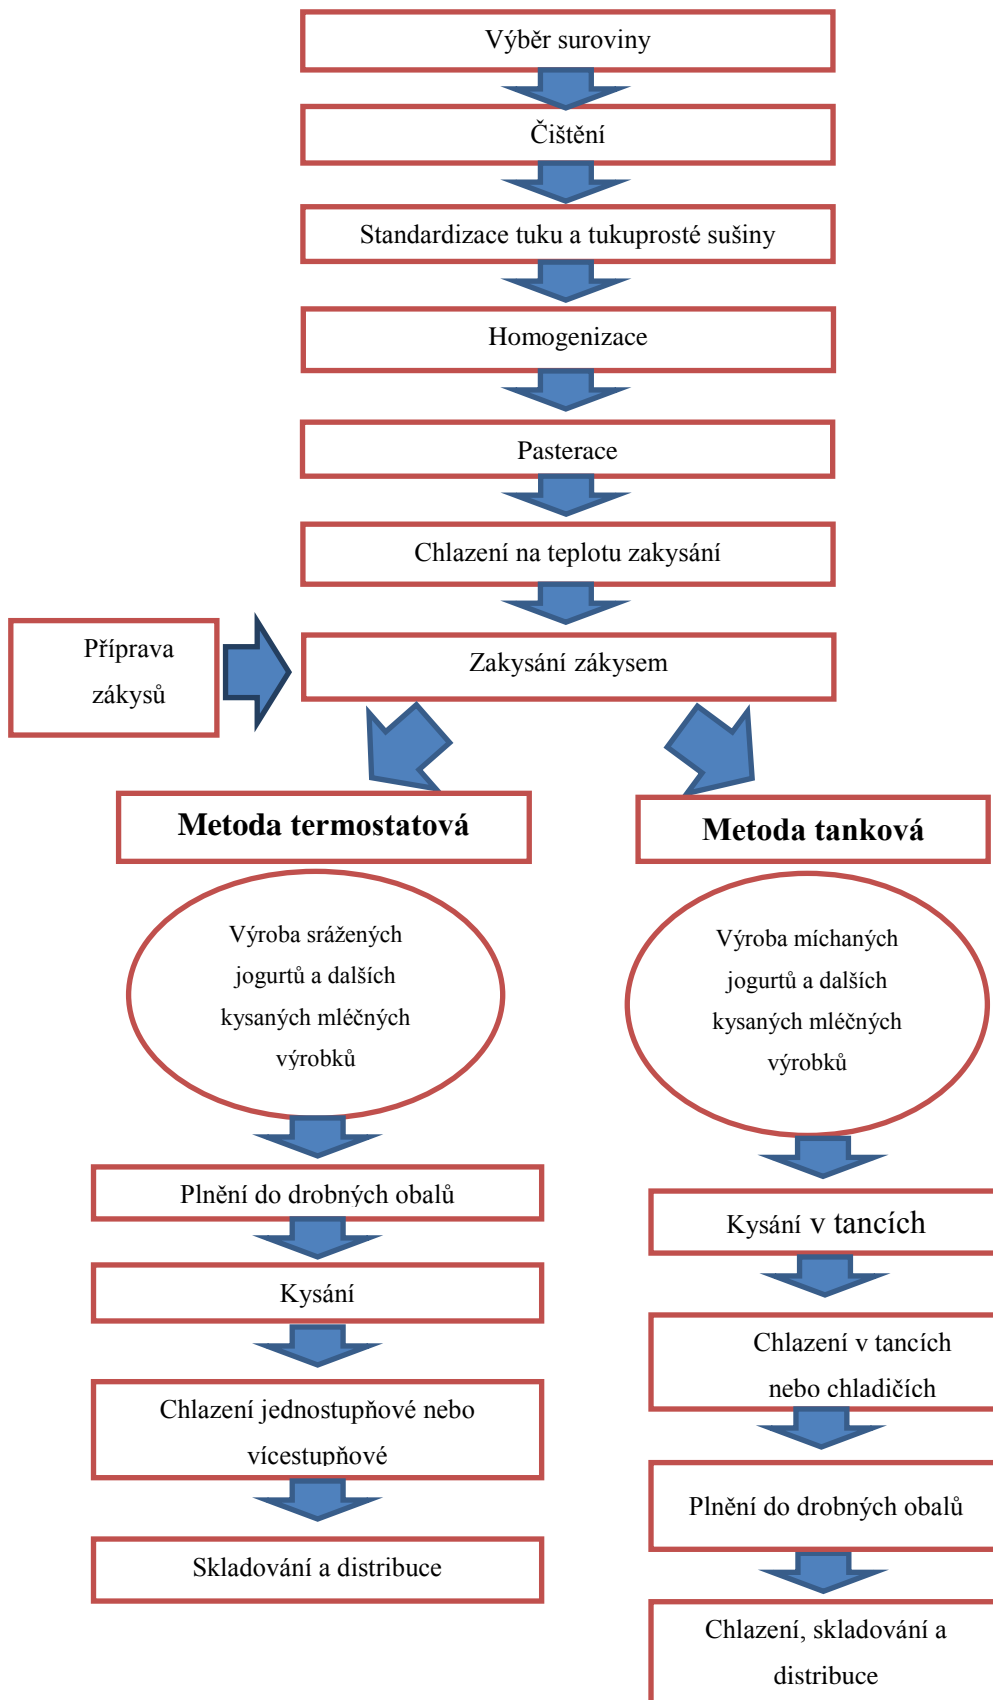 Výběr suroviny
Čištění
Standardizace tuku a tukuprosté sušiny
Homogenizace
Pasterace
Chlazení na teplotu zakysání
Příprava
zákysů
Zakysání zákysem
Metoda termostatová
Výroba srážených
jogurtů a dalších
kysaných mléčných
výrobků
Plnění do drobných obalů
Kysání
Chlazení jednostupňové nebo
vícestupňové
Skladování a distribuce
Metoda tanková
Výroba míchaných
jogurtů a dalších
kysaných mléčných
výrobků
Kysání v tancích
Chlazení v tancích
nebo chladičích
Plnění do drobných obalů
Chlazení, skladování a
distribuce